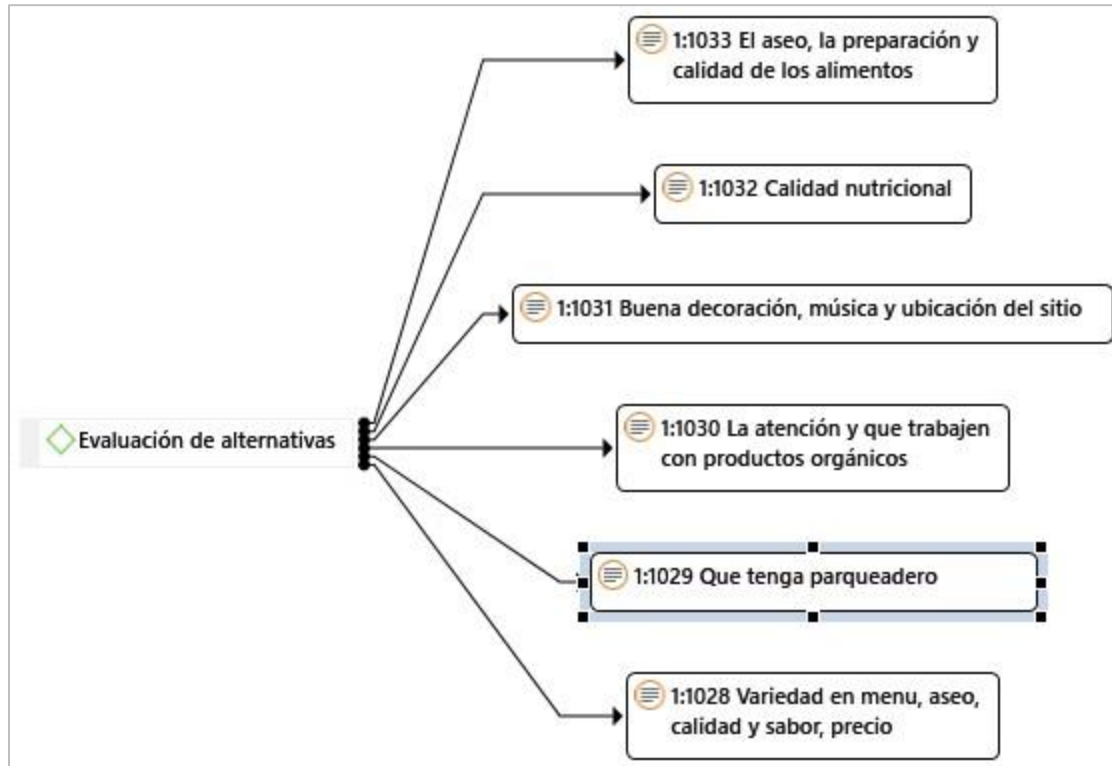 1:1033 El aseo, la preparación y
calidad de los alimentos
1:1032 Calidad nutricional
1:1031 Buena decoración, música y ubicación del sitio
1:1030 La atención y que trabajen
con productos orgánicos
Evaluación de alternativas
1:1029 Que tenga parqueadero
1:1028 Variedad en menu, aseo,
calidad y sabor, precio